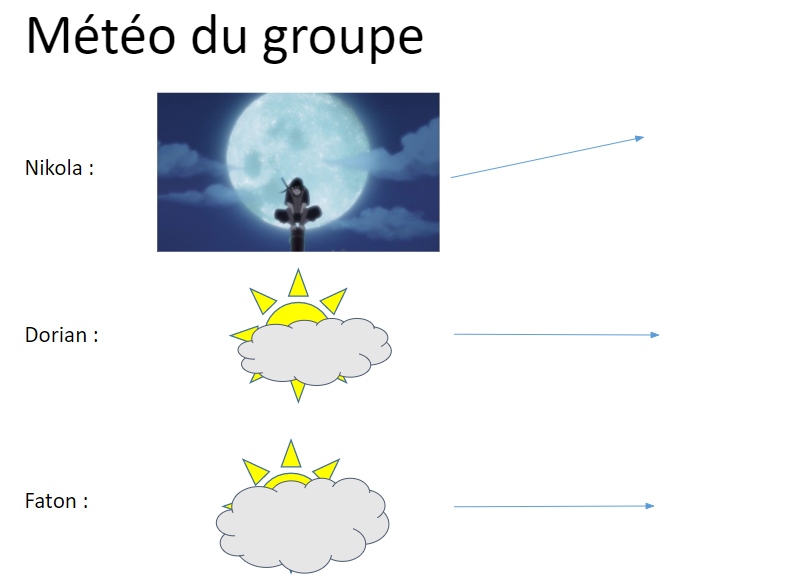 Météo du groupe
Nikola :
Dorian :
Faton :